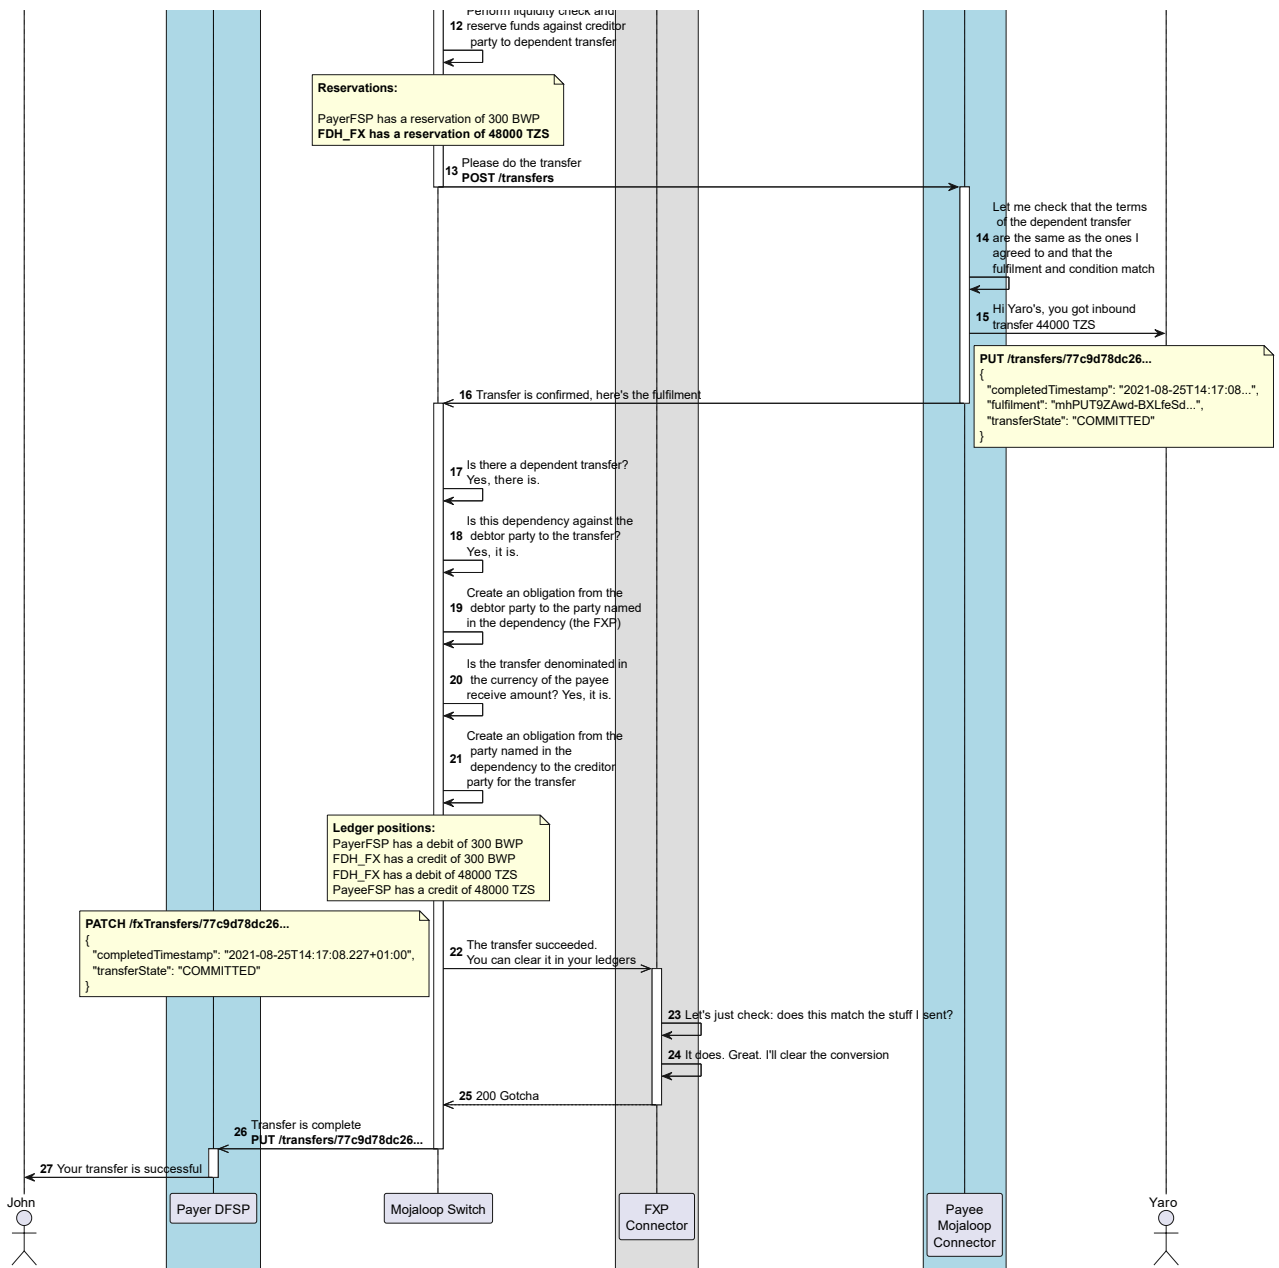 Perform liquidity check and
12 reserve funds against creditor
party to dependent transfer
Reservations:
PayerFSP has a reservation of 300 BWP
FDH_FX has a reservation of 48000 TZS
13 Please do the transfer
POST /transfers
Let me check that the terms
of the dependent transfer
14 are the same as the ones I
agreed to and that the
fulfilment and condition match
15 Hi Yaro's, you got inbound
transfer 44000 TZS
PUT /transfers/77c9d78dc26...
{
"completedTimestamp": "2021-08-25T14:17:08...",
"fulfilment": "mhPUT9ZAwd-BXLfeSd...",
"transferState": "COMMITTED"
}
16 Transfer is confirmed, here's the fulfilment
17 Is there a dependent transfer?
Yes, there is.
Is this dependency against the
18 debtor party to the transfer?
Yes, it is.
Create an obligation from the
19 debtor party to the party named
in the dependency (the FXP)
Is the transfer denominated in
20 the currency of the payee
receive amount? Yes, it is.
Create an obligation from the
party named in the
21 dependency to the creditor
party for the transfer
Ledger positions:
PayerFSP has a debit of 300 BWP
FDH_FX has a credit of 300 BWP
FDH_FX has a debit of 48000 TZS
PayeeFSP has a credit of 48000 TZS
PATCH /fxTransfers/77c9d78dc26...
{
"completedTimestamp": "2021-08-25T14:17:08.227+01:00",
"transferState": "COMMITTED"
}
22 The transfer succeeded.
You can clear it in your ledgers
23 Let's just check: does this match the stuff I sent?
24 It does. Great. I'll clear the conversion
25 200 Gotcha
26 Transfer is complete
PUT /transfers/77c9d78dc26...
27 Your transfer is successful
John
Payer DFSP
Mojaloop Switch
FXP
Connector
Payee
Mojaloop
Connector
Yaro